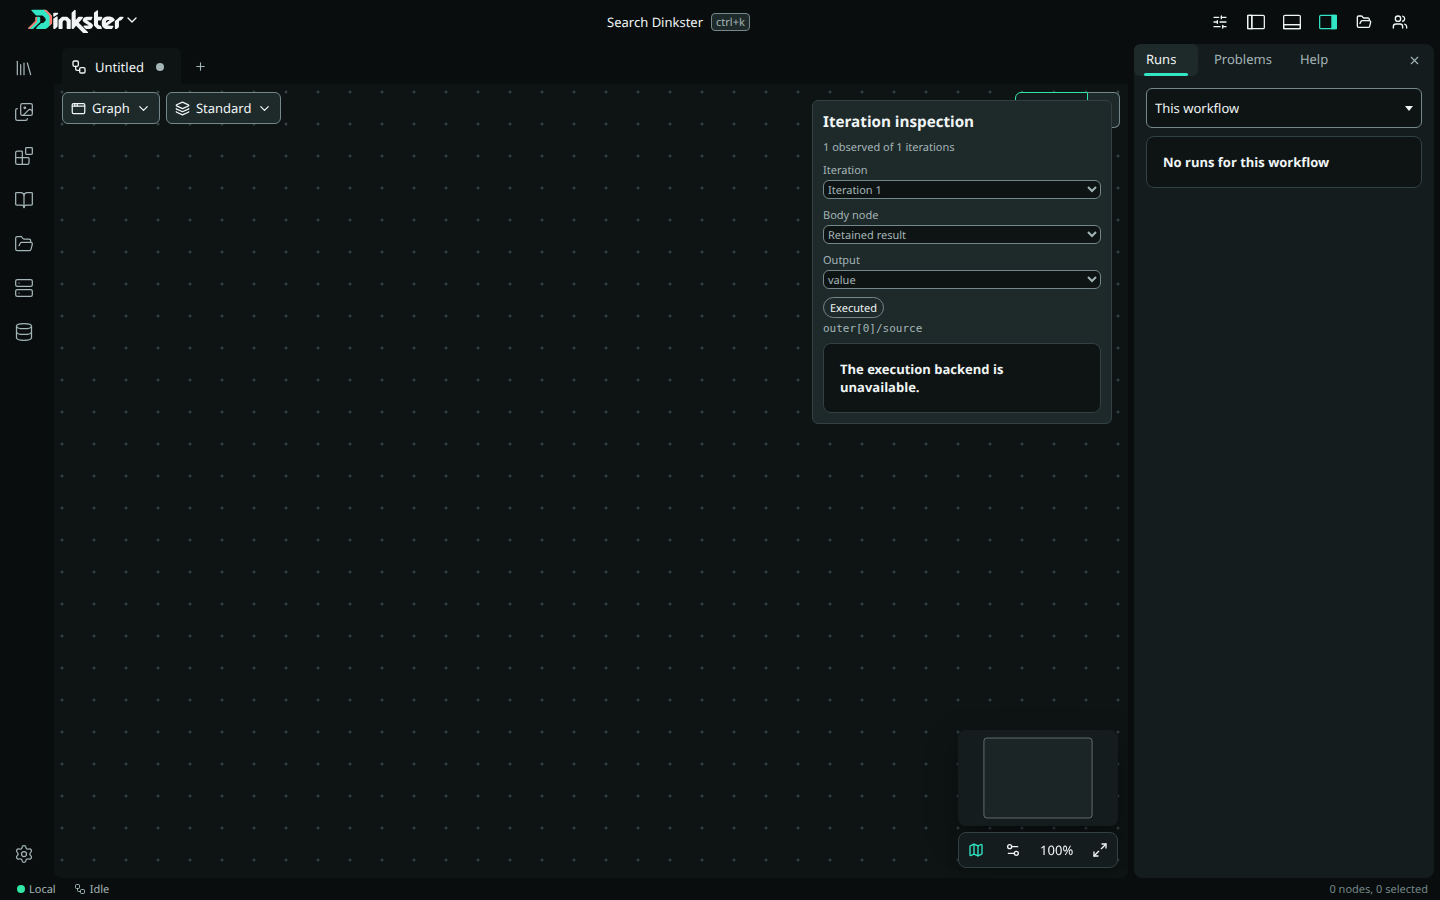 Dinkster
Search Dinkster ctrl+k
Untitled
Graph
Standard
Iteration inspection
1 observed of 1 iterations
Iteration
Iteration 1
Body node
Retained result
Output
value
Executed
outer[0]/source
The execution backend is
unavailable.
100%
Runs Problems Help
This workflow
No runs for this workflow
Local Idle
0 nodes, 0 selected